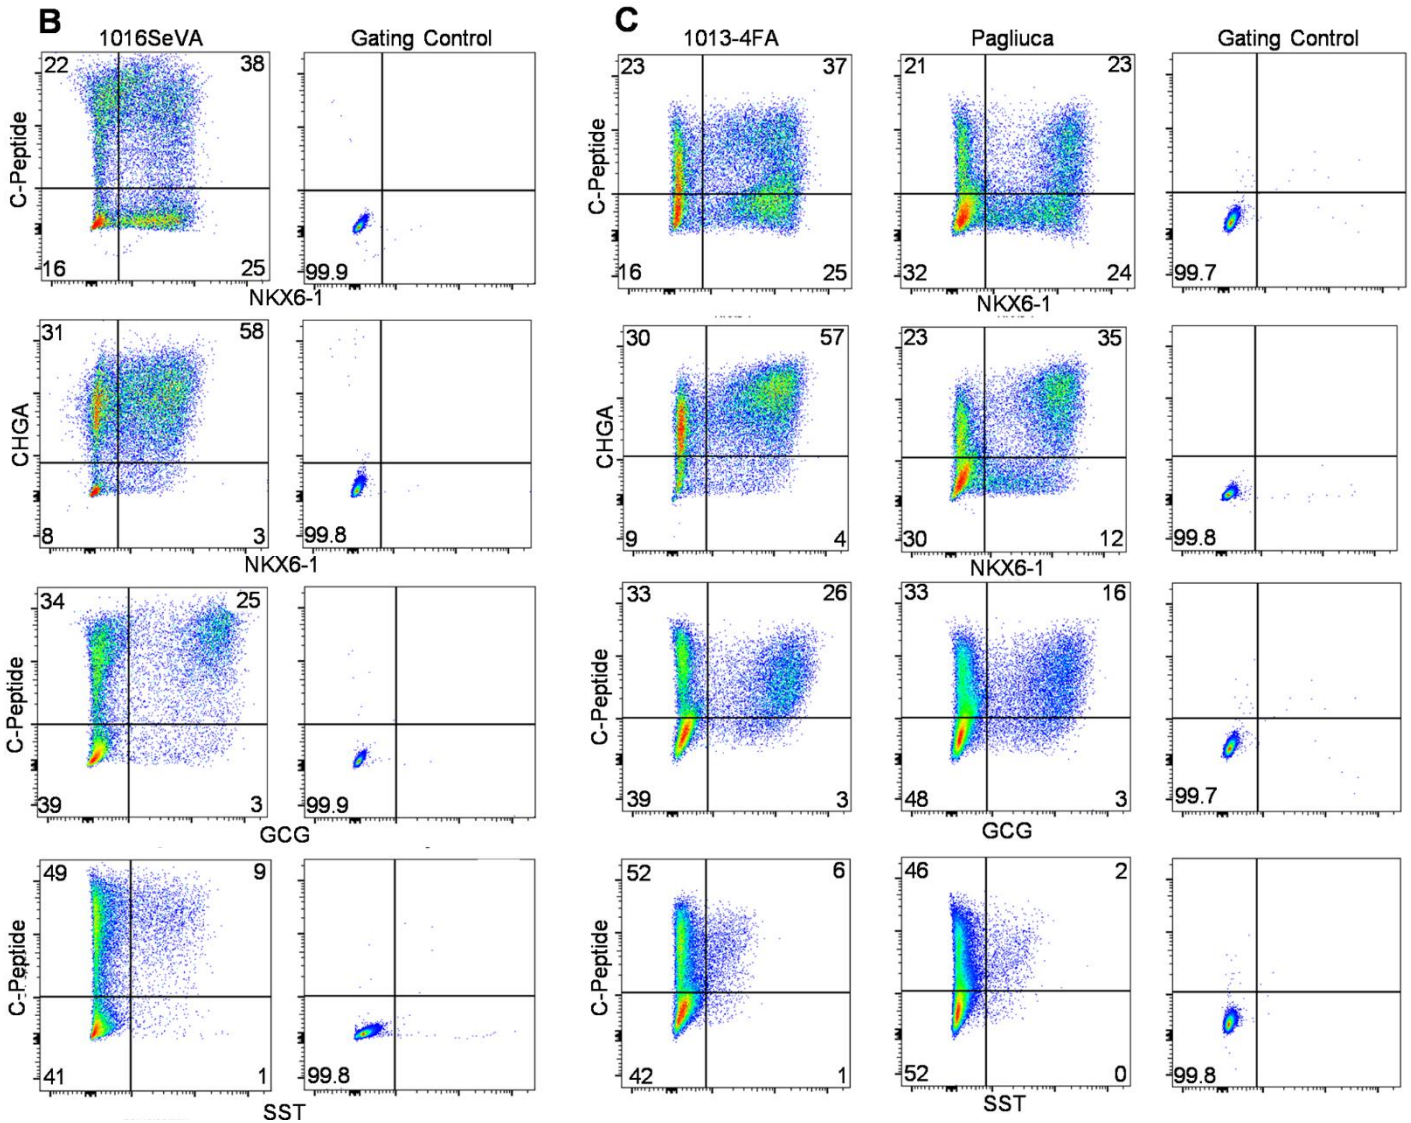 B
C
1016SeVA
Gating Control
1013-4FA
Pagliuca
Gating Control
22
38
23
37
21
23
C-Peptide
C-Peptide
16
25
99.9
16
25
32
24
99.7
NKX6-1
NKX6-1
31
58
30
57
23
35
CHGA
CHGA
8
3
99.8
9
4
30
12
99.8
NKX6-1
NKX6-1
34
25
33
26
33
16
C-Peptide
C-Peptide
39
3
99.9
39
3
48
3
99.7
GCG
GCG
49
9
52
6
46
2
C-Peptide
C-Peptide
41
1
99.8
42
1
52
0
99.8
SST
SST